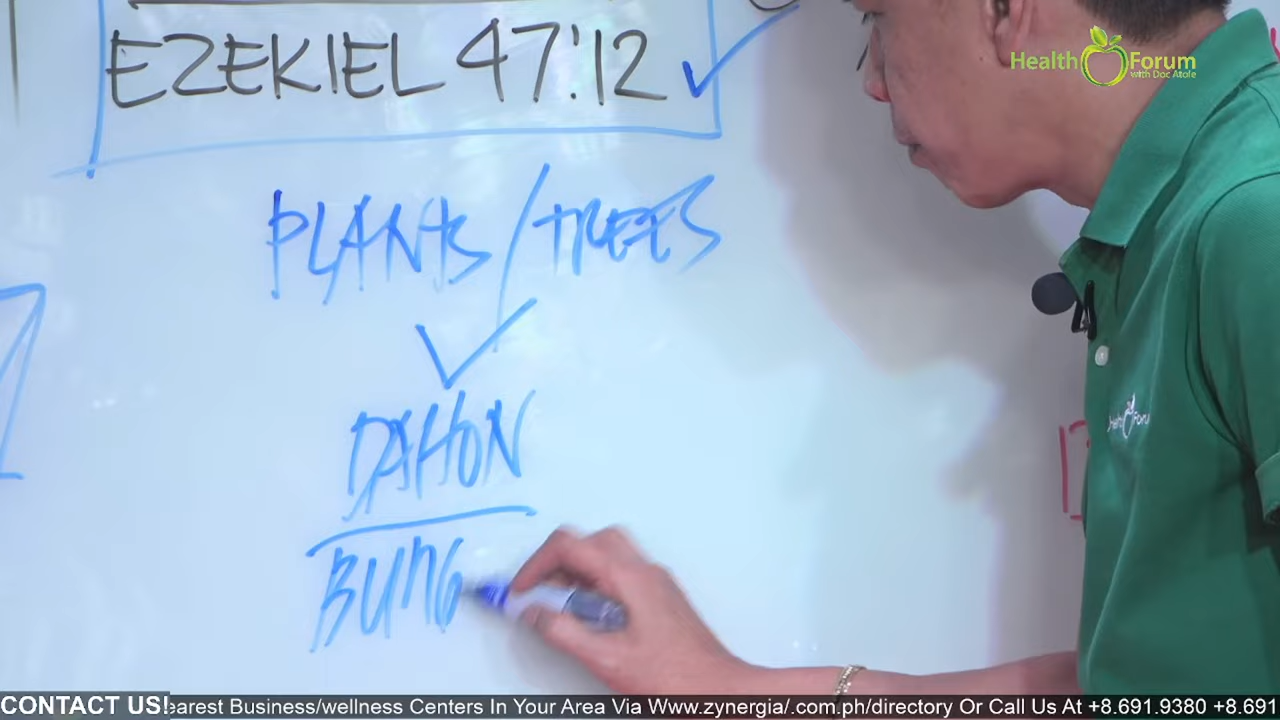 EZEKIEL 47:12
Health Forum
with Doc Atole
PLANTS/TREES
DAHON
BUNG
CONTACT US!
earest Business/wellness Centers In Your Area Via Www.zynergia/.com.ph/directory Or Call Us At +8.691.9380 +8.691